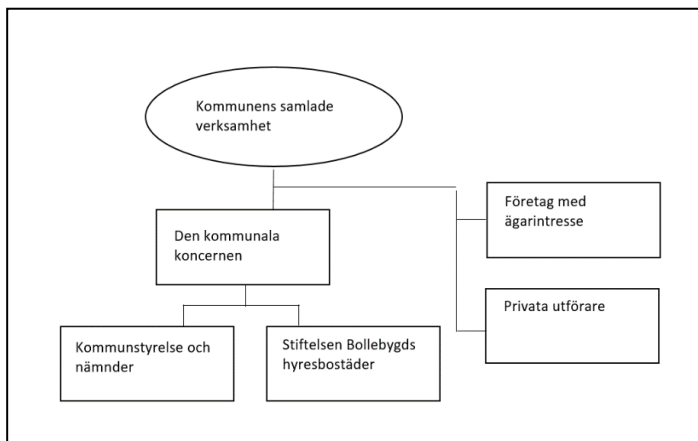 Kommunens samlade
verksamhet
Företag med
ägarintresse
Den kommunala
koncernen
Privata utförare
Kommunstyrelse och
nämnder
Stiftelsen Bollebygds
hyresbostäder